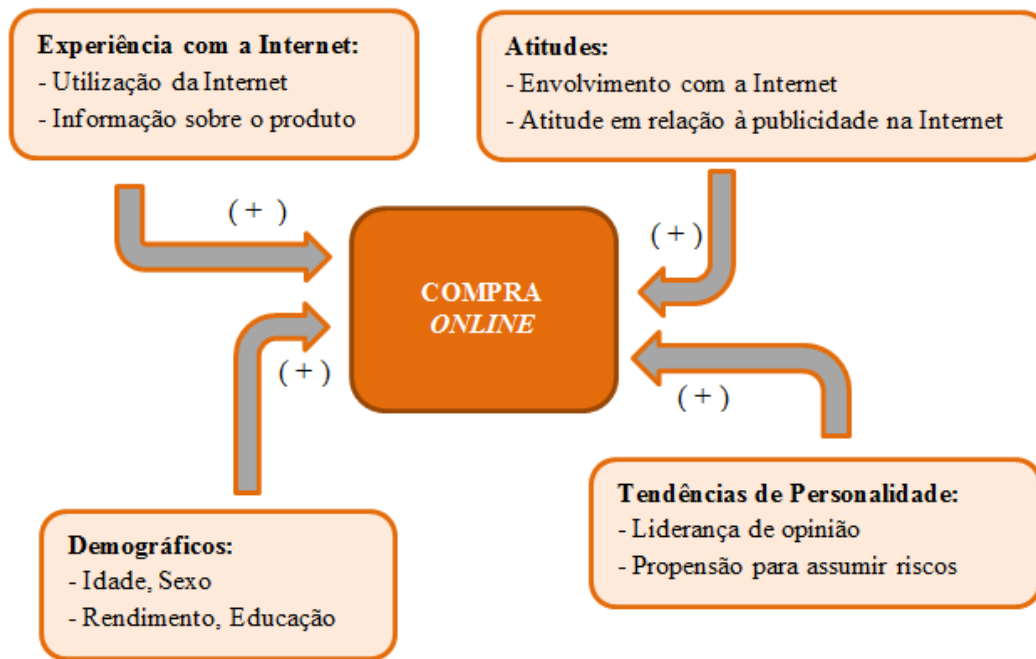 Experiência com a Internet:
- Utilização da Internet
- Informação sobre o produto
Atitudes:
- Envolvimento com a Internet
- Atitude em relação à publicidade na Internet
( + )
( + )
COMPRA
ONLINE
( + )
( + )
Demográficos:
- Idade, Sexo
- Rendimento, Educação
Tendências de Personalidade:
- Liderança de opinião
- Propensão para assumir riscos